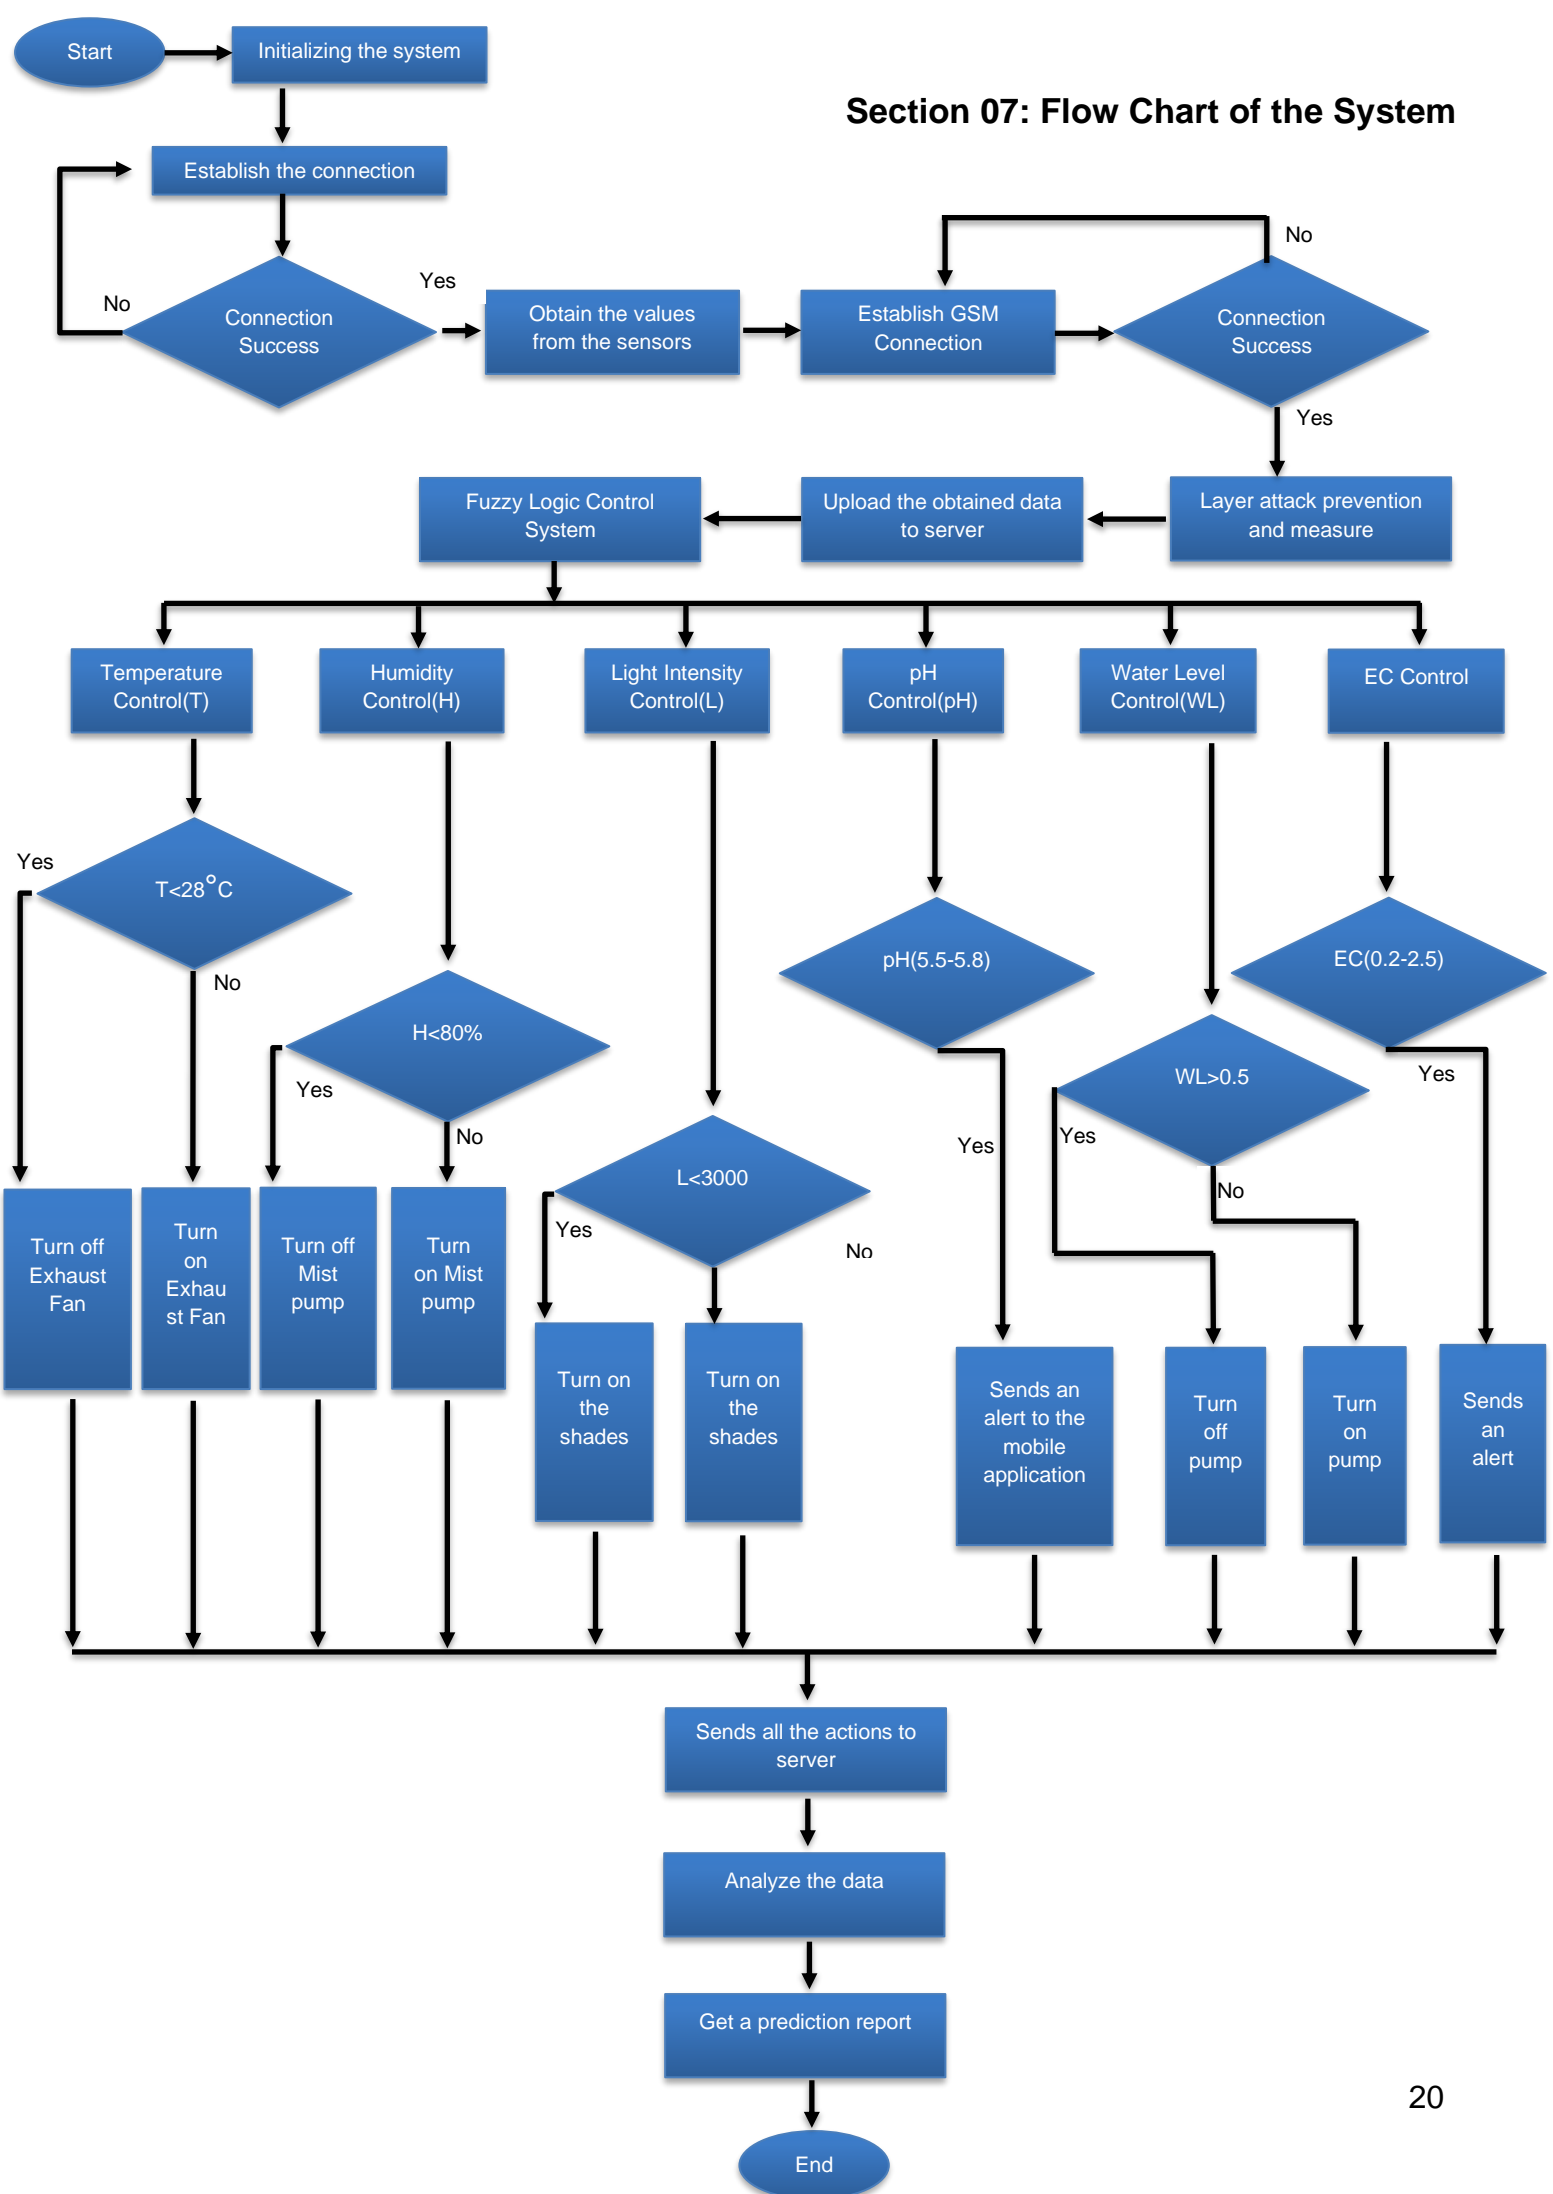 Start
Initializing the system
Section 07: Flow Chart of the System
Establish the connection
No
Yes
No
Connection
Success
Obtain the values
from the sensors
Establish GSM
Connection
Connection
Success
Yes
Fuzzy Logic Control
System
Upload the obtained data
to server
Layer attack prevention
and measure
Temperature
Control(T)
Humidity
Control(H)
Light Intensity
Control(L)
pH
Control(pH)
Water Level
Control(WL)
EC Control
Yes
T<28°C
No
pH(5.5-5.8)
EC(0.2-2.5)
H<80%
Yes
No
WL>0.5
Yes
Yes
Yes
No
L<3000
Yes
No
Turn off
Exhaust
Fan
Turn
on
Exhau
st Fan
Turn off
Mist
pump
Turn
on Mist
pump
Turn on
the
shades
Turn on
the
shades
Sends an
alert to the
mobile
application
Turn
off
pump
Turn
on
pump
Sends
an
alert
Sends all the actions to
server
Analyze the data
Get a prediction report
20
End